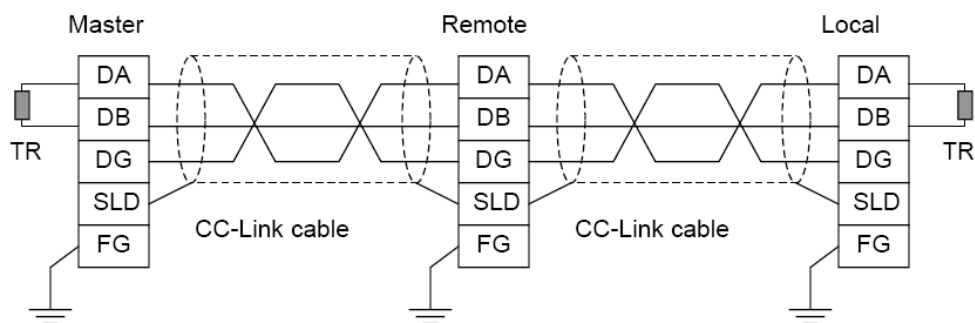 Master Remote Local
DA DA DA
DB DB DB
TR DG DG DG TR
SLD SLD SLD
CC-Link cable CC-Link cable
FG FG FG